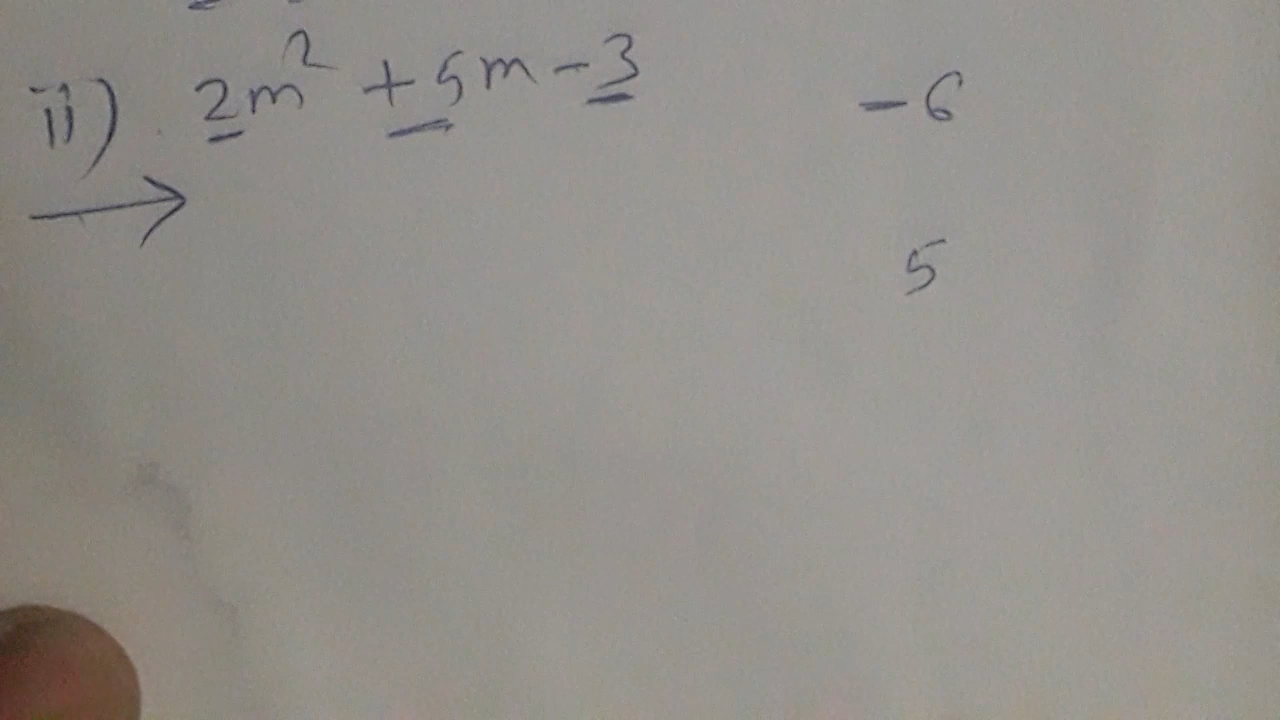 ii) 2m² + 5m - 3
- 6
→
5